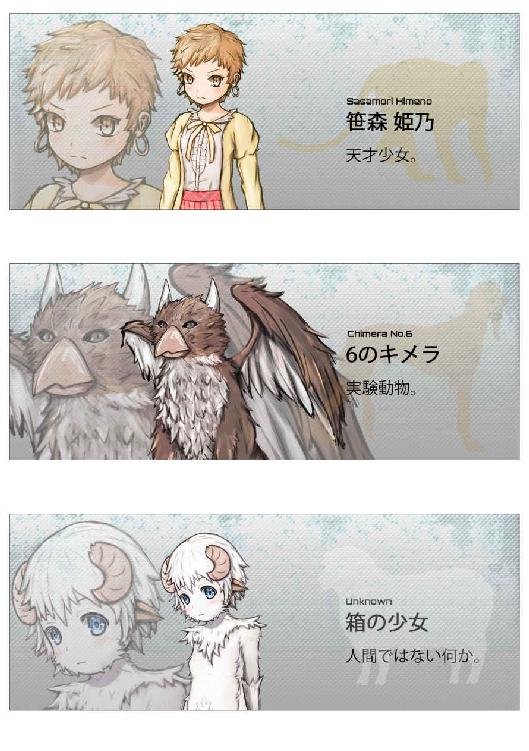 Sasamori Himeno
笹森 姫乃
天才少女。
Chimera No.6
6のキメラ
実験動物。
Unknown
箱の少女
人間ではない何か。